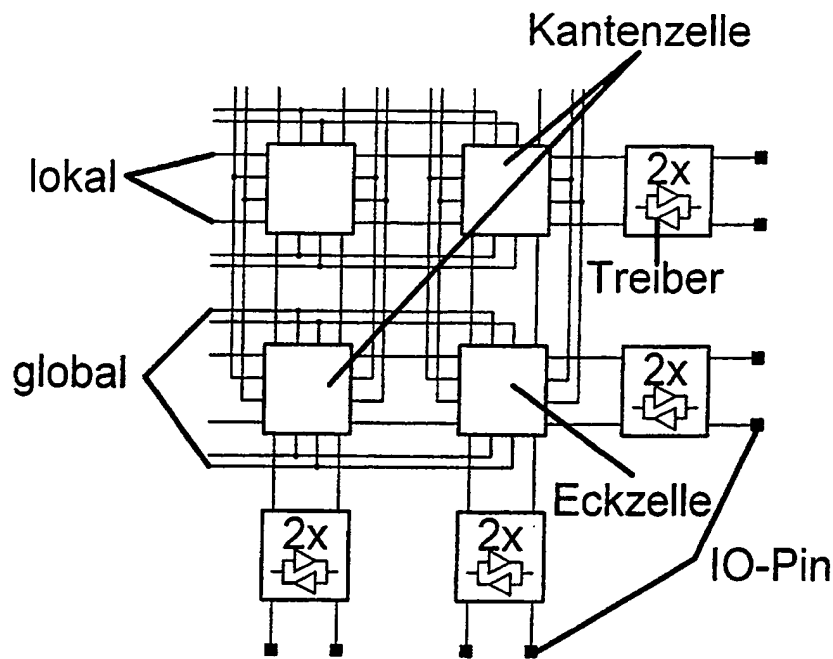 Kantenzelle
lokal
2x
Treiber
global
2x
Eckzelle
2x
2x
IO-Pin